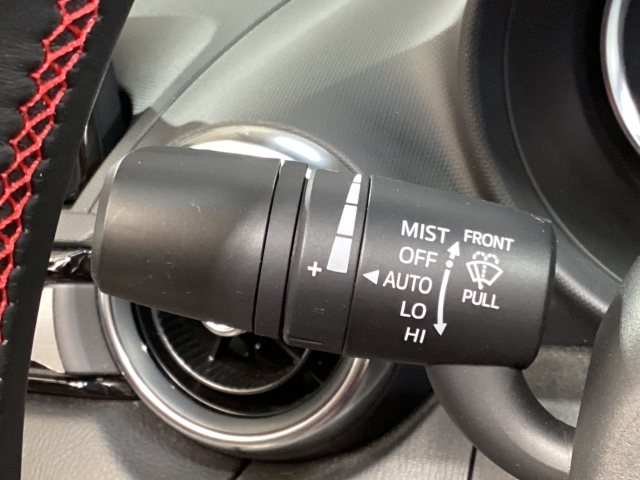 MIST
OFF
AUTO
LO
HI
FRONT
PULL
+